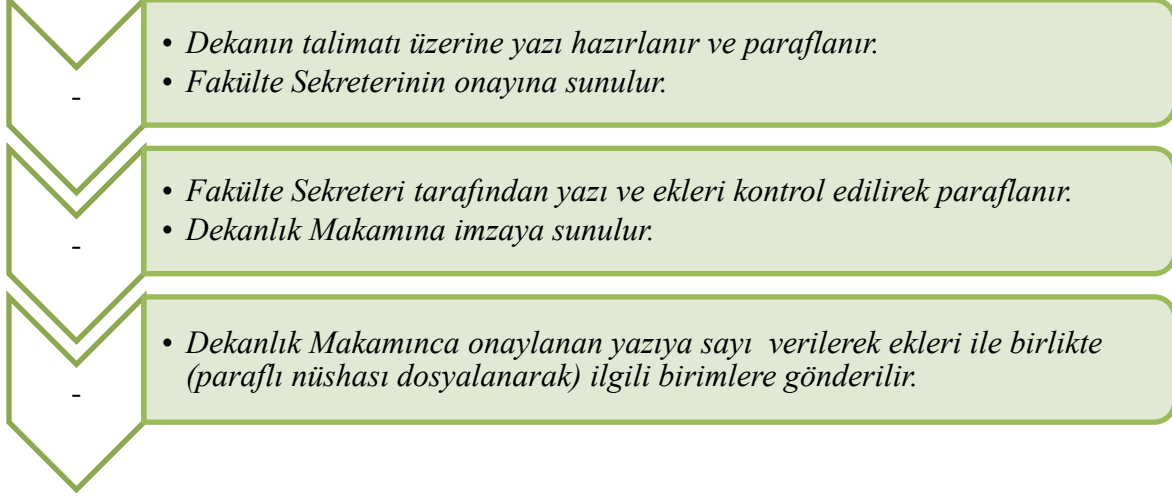 -
• Dekanın talimatı üzerine yazı hazırlanır ve paraflanır.
• Fakülte Sekreterinin onayına sunulur.
-
• Fakülte Sekreteri tarafından yazı ve ekleri kontrol edilirek paraflanır.
• Dekanlık Makamına imzaya sunulur.
-
• Dekanlık Makamınca onaylanan yazıya sayı  verilerek ekleri ile birlikte
(paraflı nüshası dosyalanarak) ilgili birimlere gönderilir.